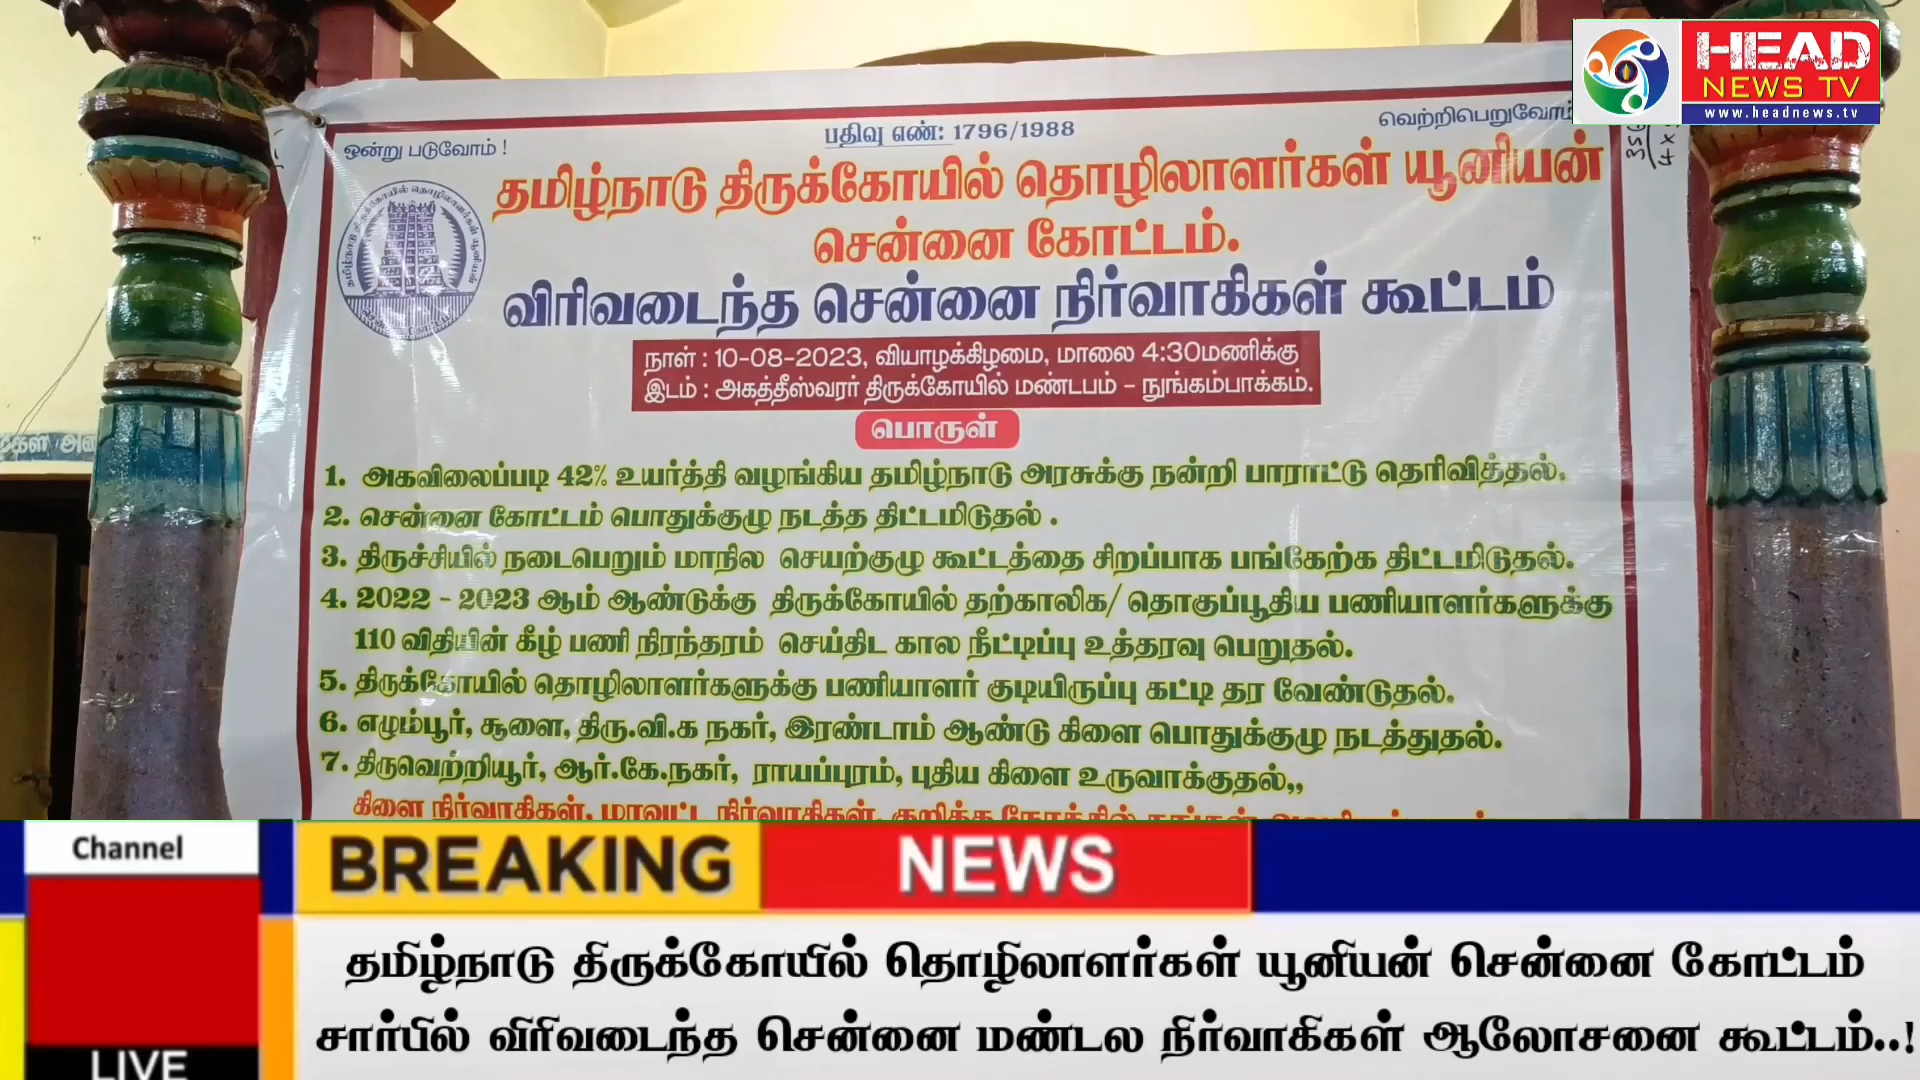 HEAD
NEWS TV
www.headnews.tv
பதிவு எண்: 1796/1988
ஒன்று படுவோம் !
வெற்றிபெறுவோம்
தமிழ்நாடு திருக்கோயில் தொழிலாளர்கள் யூனியன்
சென்னை கோட்டம்.
விரிவடைந்த சென்னை நிர்வாகிகள் கூட்டம்
நாள் : 10-08-2023, வியாழக்கிழமை, மாலை 4:30மணிக்கு
இடம் : அகத்தீஸ்வரர் திருக்கோயில் மண்டபம் – நுங்கம்பாக்கம்.
பொருள்
1. அகவிலைப்படி 42% உயர்த்தி வழங்கிய தமிழ்நாடு அரசுக்கு நன்றி பாராட்டு தெரிவித்தல்.
2. சென்னை கோட்டம் பொதுக்குழு நடத்த திட்டமிடுதல் .
3. திருச்சியில் நடைபெறும் மாநில செயற்குழு கூட்டத்தை சிறப்பாக பங்கேற்க திட்டமிடுதல்.
4. 2022 - 2023 ஆம் ஆண்டுக்கு திருக்கோயில் தற்காலிக/ தொகுப்பூதிய பணியாளர்களுக்கு
110 விதியின் கீழ் பணி நிரந்தரம் செய்திட கால நீட்டிப்பு உத்தரவு பெறுதல்.
5. திருக்கோயில் தொழிலாளர்களுக்கு பணியாளர் குடியிருப்பு கட்டி தர வேண்டுதல்.
6. எழும்பூர், சூளை, திரு.வி.க நகர், இரண்டாம் ஆண்டு கிளை பொதுக்குழு நடத்துதல்.
7. திருவெற்றியூர், ஆர்.கே.நகர், ராயப்புரம், புதிய கிளை உருவாக்குதல்,,
கிளை நிர்வாகிகள், மாவட்ட நிர்வாகிகள், குறித்த நேரத்தில்
Channel
BREAKING NEWS
LIVE
தமிழ்நாடு திருக்கோயில் தொழிலாளர்கள் யூனியன் சென்னை கோட்டம்
சார்பில் விரிவடைந்த சென்னை மண்டல நிர்வாகிகள் ஆலோசனை கூட்டம்..!